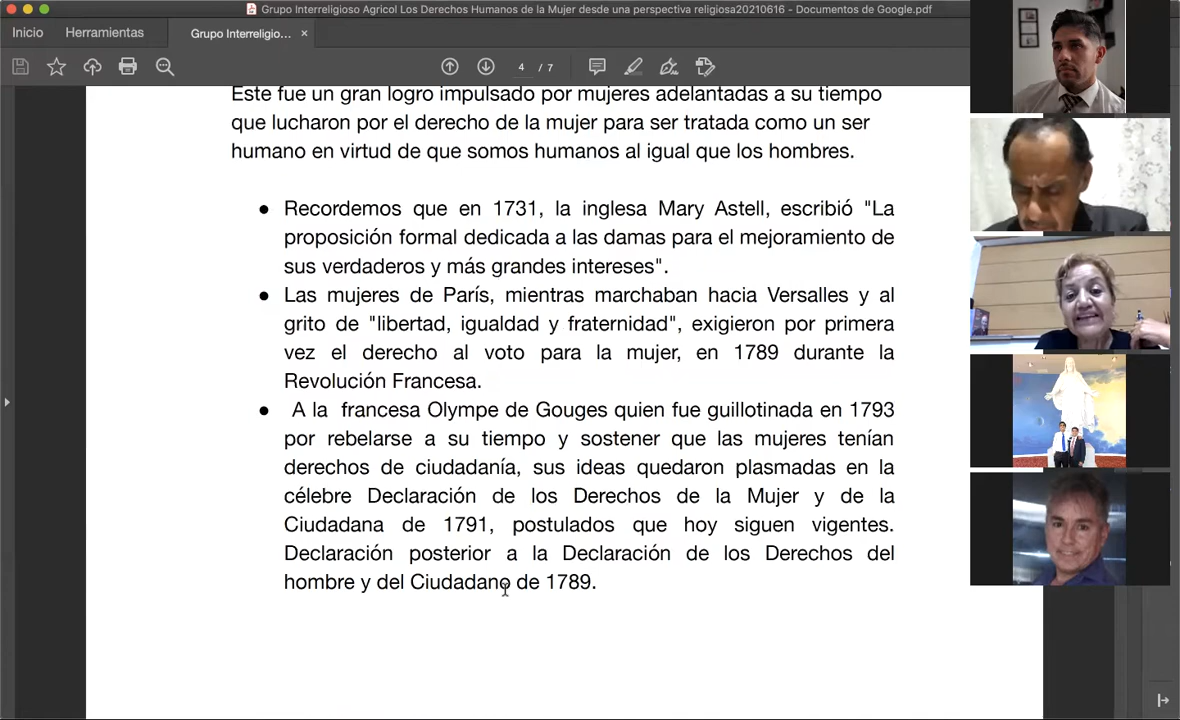 Grupo Interreligioso Agricol Los Derechos Humanos de la Mujer desde una perspectiva religiosa20210616 - Documentos de Google.pdf
Inicio
Herramientas
Grupo Interreligio...
4 / 7
Este fue un gran logro impulsado por mujeres adelantadas a su tiempo
que lucharon por el derecho de la mujer para ser tratada como un ser
humano en virtud de que somos humanos al igual que los hombres.
● Recordemos que en 1731, la inglesa Mary Astell, escribió "La
proposición formal dedicada a las damas para el mejoramiento de
sus verdaderos y más grandes intereses".
● Las mujeres de París, mientras marchaban hacia Versalles y al
grito de "libertad, igualdad y fraternidad", exigieron por primera
vez el derecho al voto para la mujer, en 1789 durante la
Revolución Francesa.
● A la francesa Olympe de Gouges quien fue guillotinada en 1793
por rebelarse a su tiempo y sostener que las mujeres tenían
derechos de ciudadanía, sus ideas quedaron plasmadas en la
célebre Declaración de los Derechos de la Mujer y de la
Ciudadana de 1791, postulados que hoy siguen vigentes.
Declaración posterior a la Declaración de los Derechos del
hombre y del Ciudadano de 1789.